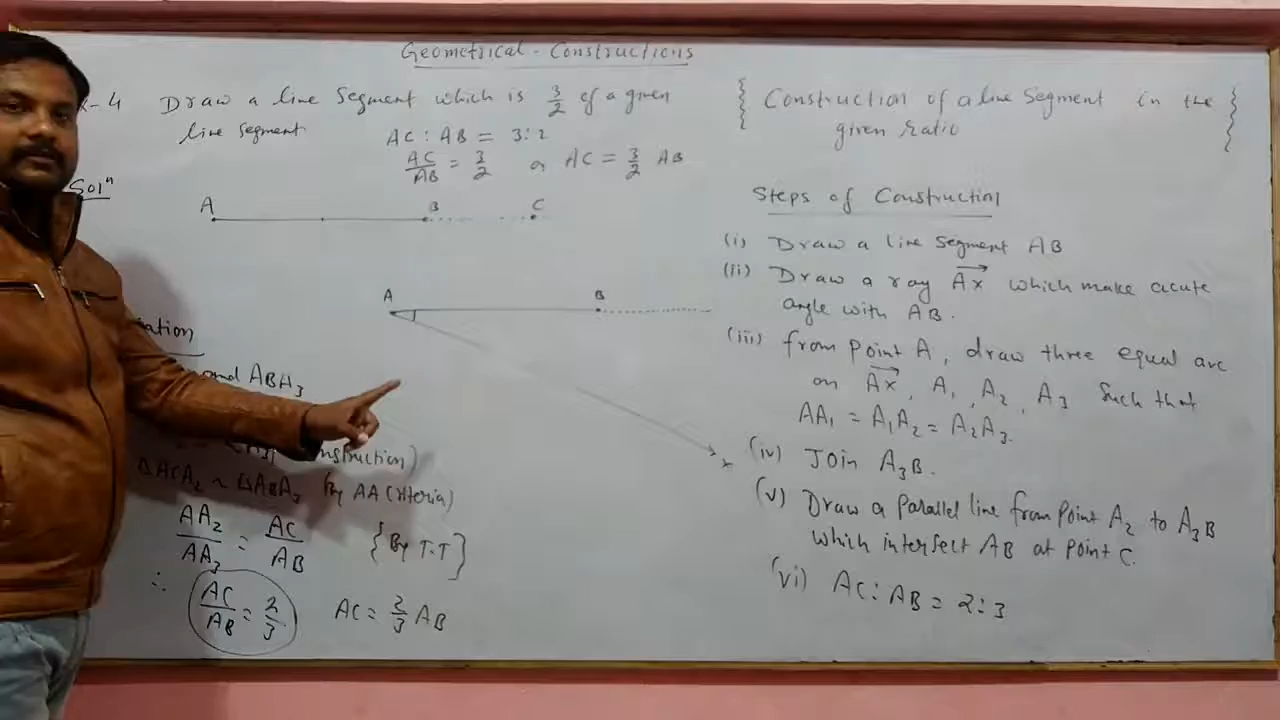 Geometrical-Constructions
x-4 Draw a line segment which is 3/2 of a given
line segment.
AC : AB = 3:2
AC/AB = 3/2 or AC = 3/2 AB
Solⁿ
A B C
A B
x
and ABA₃
Construction)
ΔACA₂ ~ ΔABA₃ (By AA Criteria)
AA₂/AA₃ = AC/AB {By T.T}
∴ AC/AB = 2/3 AC = 2/3 AB
{Construction of a line segment in the
given ratio}
Steps of Construction
(i) Draw a line segment AB
(ii) Draw a ray Ax which make acute
angle with AB.
(iii) from point A, draw three equal arc
on Ax, A₁, A₂, A₃ such that
AA₁ = A₁A₂ = A₂A₃.
(iv) Join A₃B.
(v) Draw a parallel line from point A₂ to A₃B
which intersect AB at point C.
(vi) AC : AB = 2:3